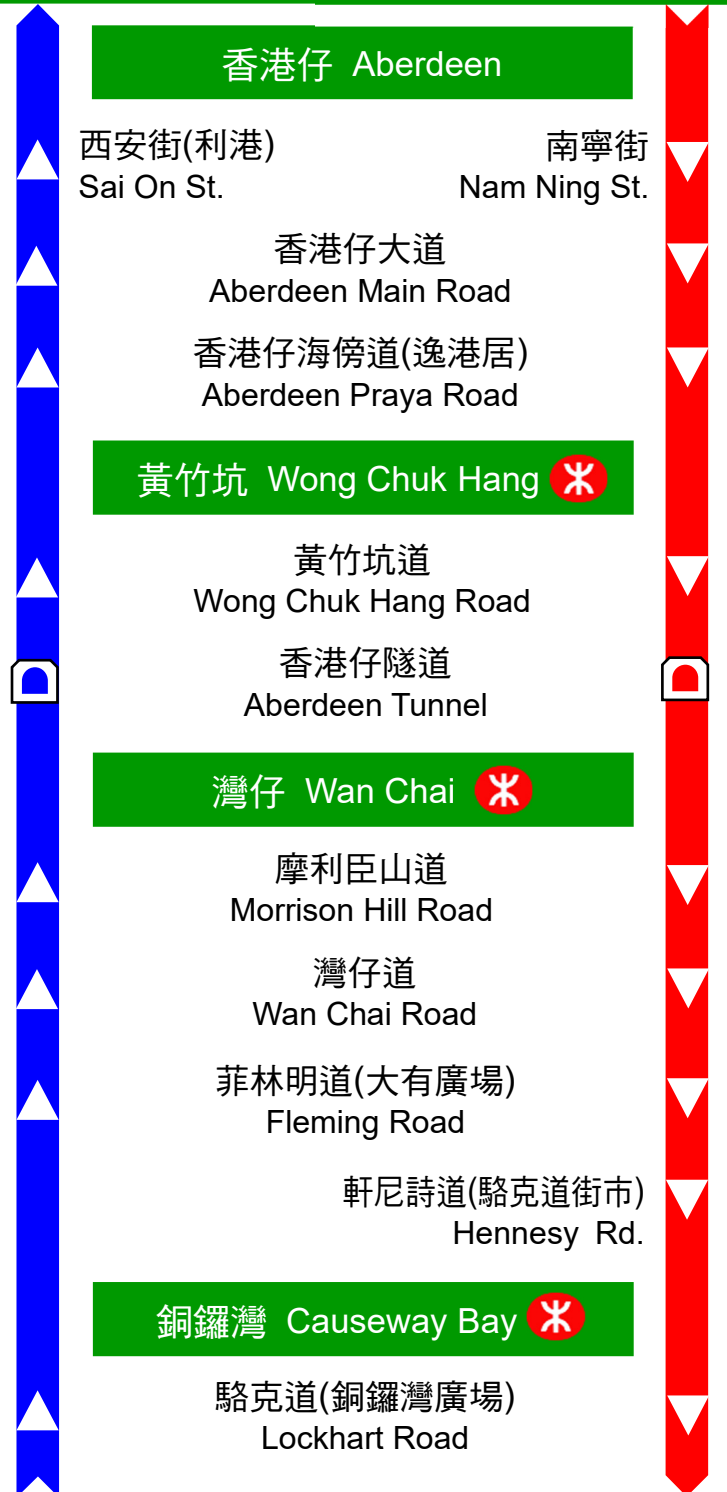 香港仔 Aberdeen
西安街(利港)
Sai On St.
南寧街
Nam Ning St.
香港仔大道
Aberdeen Main Road
香港仔海傍道(逸港居)
Aberdeen Praya Road
黃竹坑 Wong Chuk Hang
黃竹坑道
Wong Chuk Hang Road
香港仔隧道
Aberdeen Tunnel
灣仔 Wan Chai
摩利臣山道
Morrison Hill Road
灣仔道
Wan Chai Road
菲林明道(大有廣場)
Fleming Road
軒尼詩道(駱克道街市)
Hennesy Rd.
銅鑼灣 Causeway Bay
駱克道(銅鑼灣廣場)
Lockhart Road